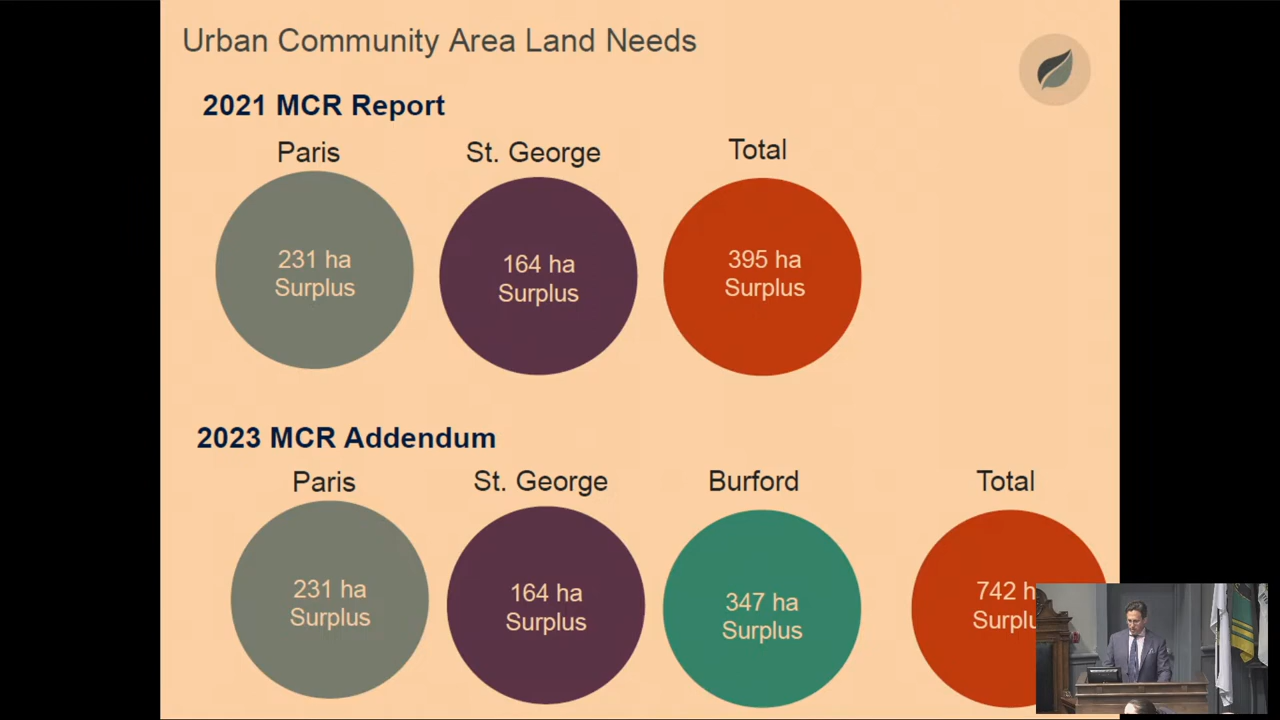 Urban Community Area Land Needs
2021 MCR Report
Paris
St. George
Total
231 ha
Surplus
164 ha
Surplus
395 ha
Surplus
2023 MCR Addendum
Paris
St. George
Burford
Total
231 ha
Surplus
164 ha
Surplus
347 ha
Surplus
742 h
Surplu